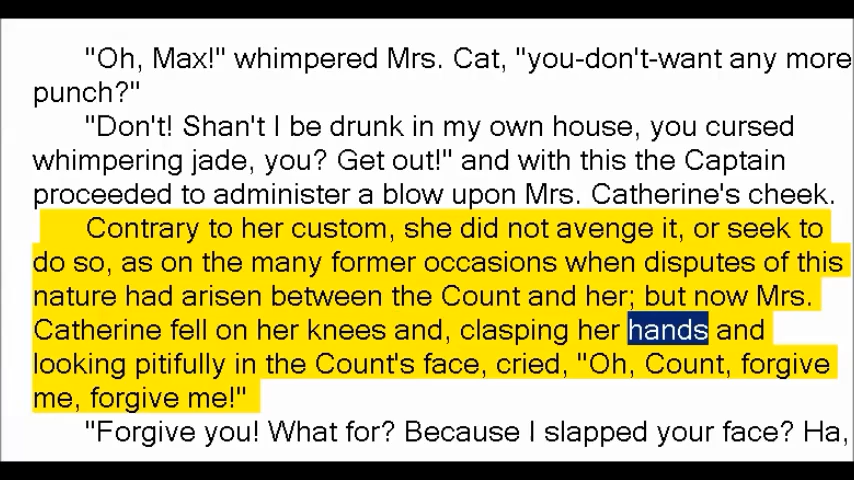 "Oh, Max!" whimpered Mrs. Cat, "you-don't-want any more
punch?"
"Don't! Shan't I be drunk in my own house, you cursed
whimpering jade, you? Get out!" and with this the Captain
proceeded to administer a blow upon Mrs. Catherine's cheek.
Contrary to her custom, she did not avenge it, or seek to
do so, as on the many former occasions when disputes of this
nature had arisen between the Count and her; but now Mrs.
Catherine fell on her knees and, clasping her hands and
looking pitifully in the Count's face, cried, "Oh, Count, forgive
me, forgive me!"
"Forgive you! What for? Because I slapped your face? Ha,